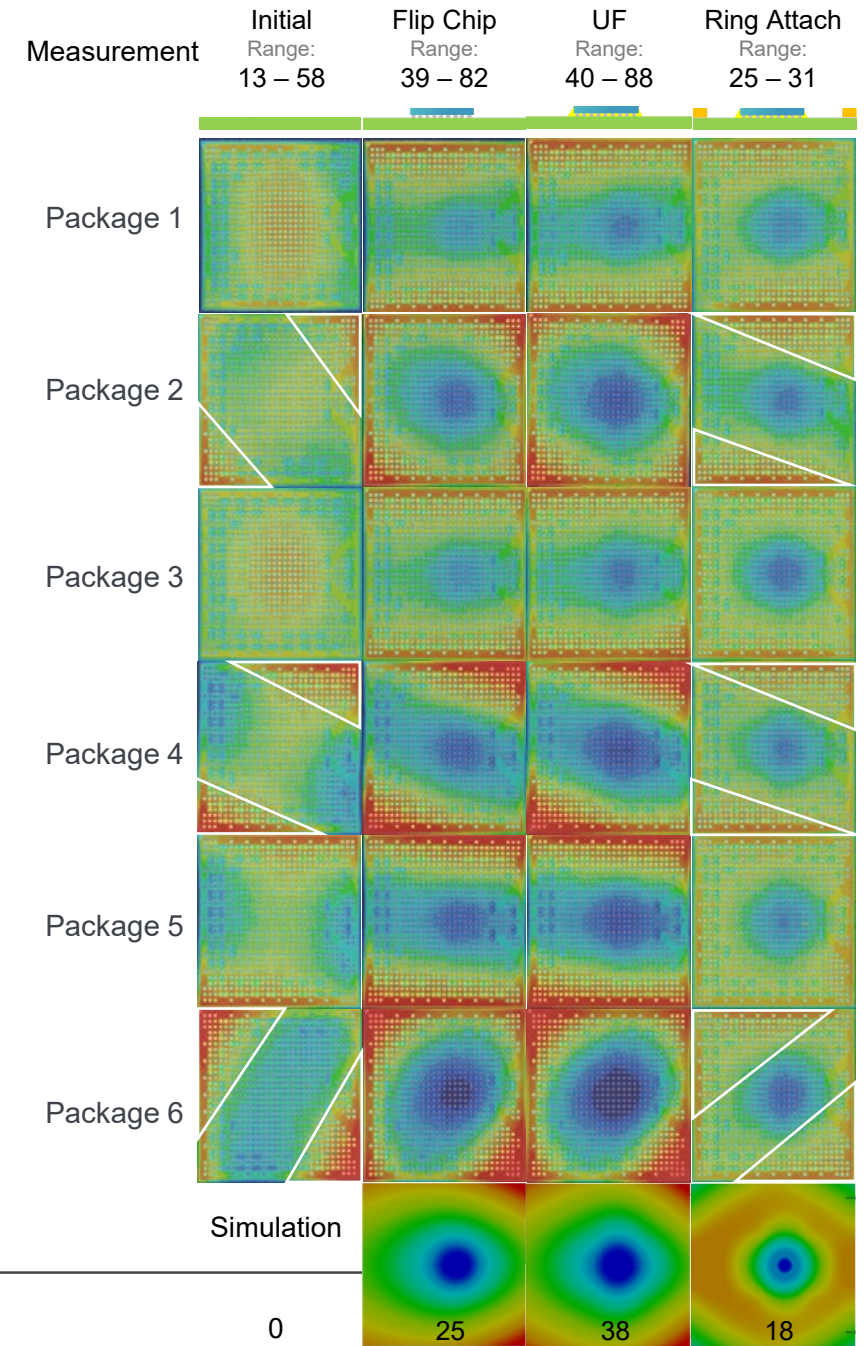 Measurement
Initial
Range:
13 – 58
Flip Chip
Range:
39 – 82
UF
Range:
40 – 88
Ring Attach
Range:
25 – 31
Package 1
Package 2
Package 3
Package 4
Package 5
Package 6
Simulation
0
25
38
18